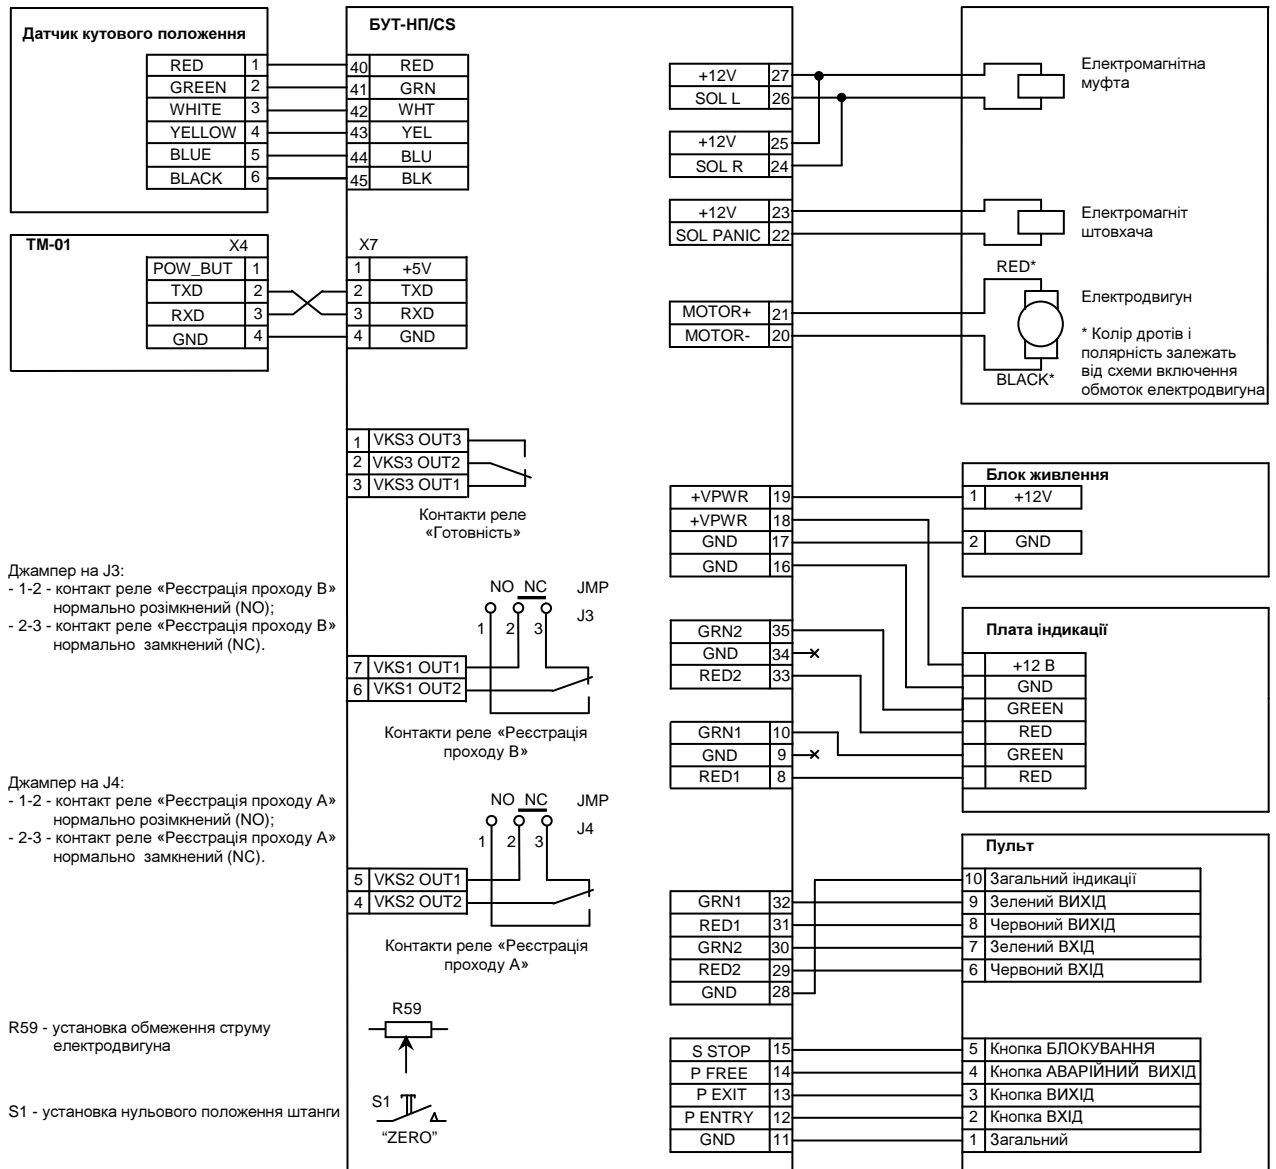 Датчик кутового положення
RED 1
GREEN 2
WHITE 3
YELLOW 4
BLUE 5
BLACK 6
TM-01
X4
POW_BUT 1
TXD 2
RXD 3
GND 4
БУТ-НП/CS
40 RED
41 GRN
42 WHT
43 YEL
44 BLU
45 BLK
X7
1 +5V
2 TXD
3 RXD
4 GND
1 VKS3 OUT3
2 VKS3 OUT2
3 VKS3 OUT1
Контакти реле
«Готовність»
Джампер на J3:
- 1-2 - контакт реле «Реєстрація проходу B»
нормально розімкнений (NO);
- 2-3 - контакт реле «Реєстрація проходу B»
нормально замкнений (NC).
NO NC JMP
J3
1 2 3
7 VKS1 OUT1
6 VKS1 OUT2
Контакти реле «Реєстрація
проходу B»
Джампер на J4:
- 1-2 - контакт реле «Реєстрація проходу A»
нормально розімкнений (NO);
- 2-3 - контакт реле «Реєстрація проходу A»
нормально замкнений (NC).
NO NC JMP
J4
1 2 3
5 VKS2 OUT1
4 VKS2 OUT2
Контакти реле «Реєстрація
проходу A»
R59 - установка обмеження струму
електродвигуна
R59
S1 - установка нульового положення штанги
S1
“ZERO”
+12V 27
SOL L 26
+12V 25
SOL R 24
+12V 23
SOL PANIC 22
MOTOR+ 21
MOTOR- 20
+VPWR 19
+VPWR 18
GND 17
GND 16
GRN2 35
GND 34
RED2 33
GRN1 10
GND 9
RED1 8
GRN1 32
RED1 31
GRN2 30
RED2 29
GND 28
S STOP 15
P FREE 14
P EXIT 13
P ENTRY 12
GND 11
Електромагнітна
муфта
Електромагніт
штовхача
RED*
Електродвигун
BLACK*
* Колір дротів і
полярність залежать
від схеми включення
обмоток електродвигуна
Блок живлення
1 +12V
2 GND
Плата індикації
+12 В
GND
GREEN
RED
GREEN
RED
Пульт
10 Загальний індикації
9 Зелений ВИХІД
8 Червоний ВИХІД
7 Зелений ВХІД
6 Червоний ВХІД
5 Кнопка БЛОКУВАННЯ
4 Кнопка АВАРІЙНИЙ ВИХІД
3 Кнопка ВИХІД
2 Кнопка ВХІД
1 Загальний